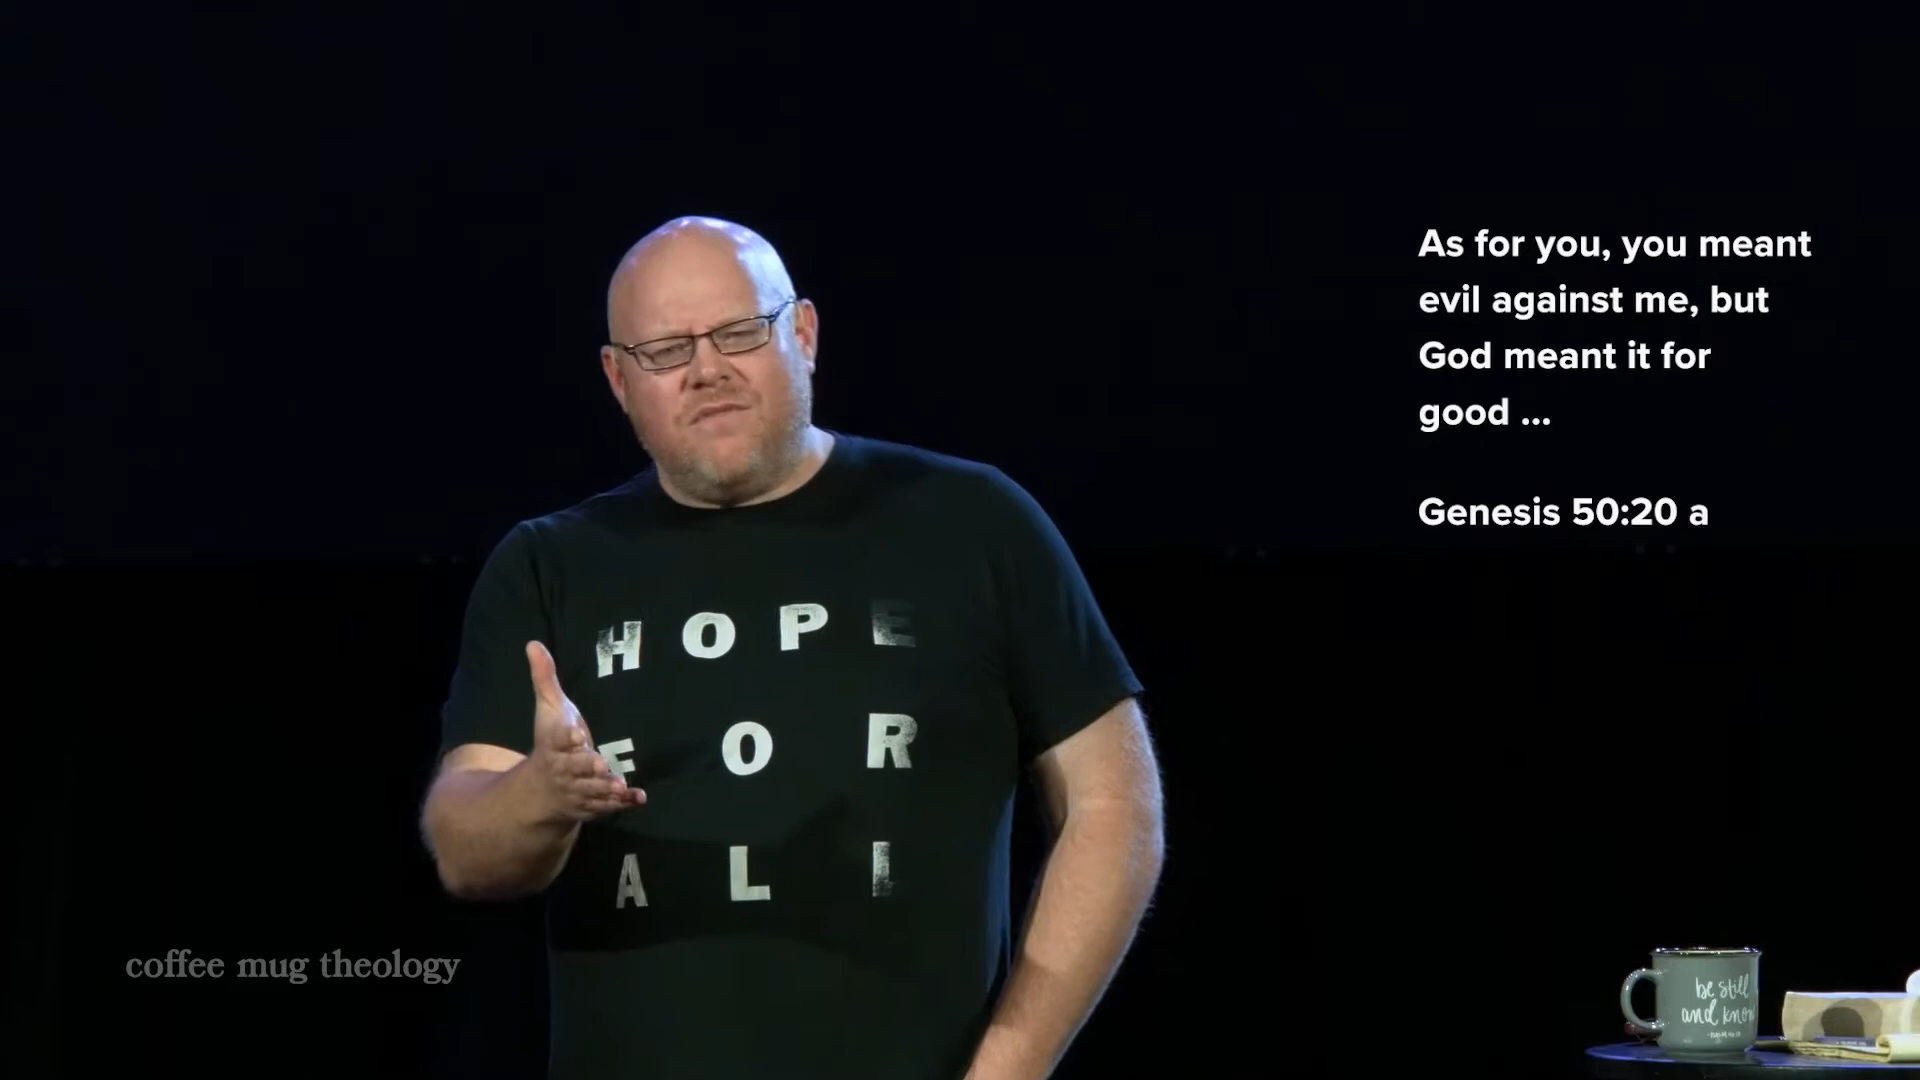 As for you, you meant
evil against me, but
God meant it for
good ...
Genesis 50:20 a
HOPE
FOR
ALL
coffee mug theology
be still
and know